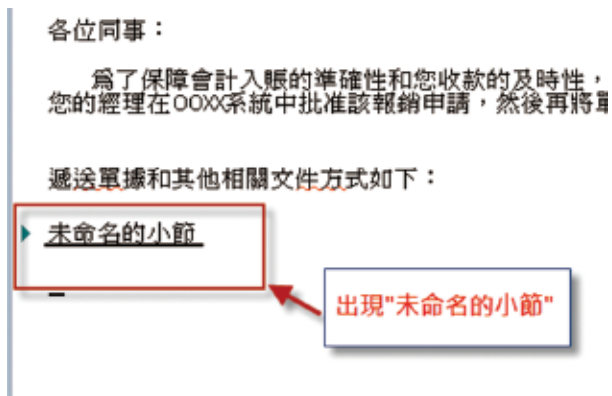 各位同事：
為了保障會計入賬的準確性和您收款的及時性，
您的經理在OOXX系統中批准該報銷申請，然後再將單
遞送單據和其他相關文件方式如下：
未命名的小節
出現"未命名的小節"